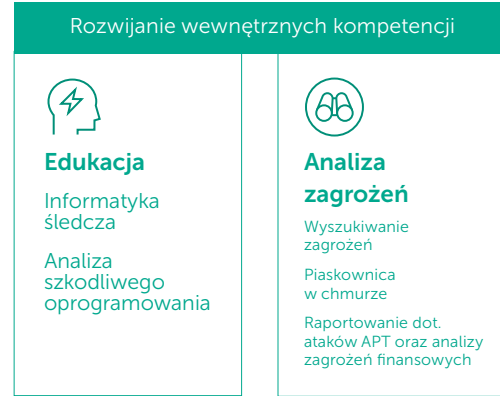 Rozwijanie wewnętrznych kompetencji
Edukacja
Informatyka
śledcza
Analiza
szkodliwego
oprogramowania
Analiza
zagrożeń
Wyszukiwanie
zagrożeń
Piaskownica
w chmurze
Raportowanie dot.
ataków APT oraz analizy
zagrożeń finansowych